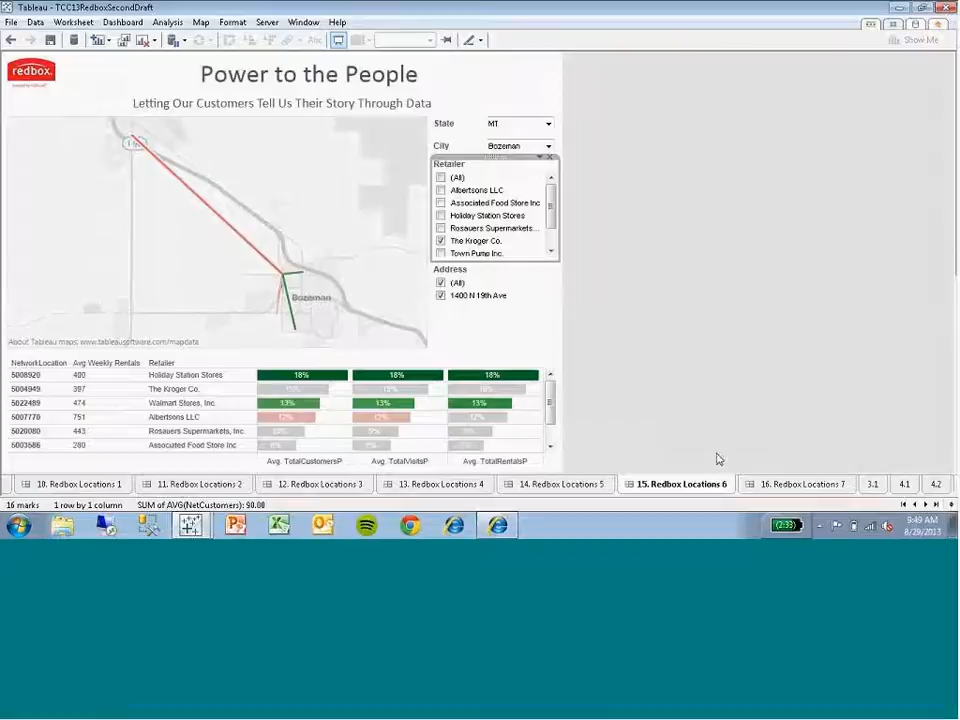 Tableau - TCC13RedboxSecondDraft
File Data Worksheet Dashboard Analysis Map Format Server Window Help
Abc Show Me
redbox.
Power to the People
Letting Our Customers Tell Us Their Story Through Data
State MT
City Bozeman
Retailer
(All)
Albertsons LLC
Associated Food Store Inc
Holiday Station Stores
Rosauers Supermarkets...
The Kroger Co.
Town Pump Inc.
Address
(All)
1400 N 19th Ave
Bozeman
About Tableau maps: www.tableausoftware.com/mapdata
NetworkLocation Avg Weekly Rentals Retailer
5008920 400 Holiday Station Stores 18% 18% 18%
5004949 397 The Kroger Co.
5022489 474 Walmart Stores, Inc. 13% 13% 13%
5007770 751 Albertsons LLC 12% 12% 12%
5020080 443 Rosauers Supermarkets, Inc.
5003586 280 Associated Food Store Inc
Avg. TotalCustomersP Avg. TotalVisitsP Avg. TotalRentalsP
10. Redbox Locations 1 11. Redbox Locations 2 12. Redbox Locations 3 13. Redbox Locations 4 14. Redbox Locations 5 15. Redbox Locations 6 16. Redbox Locations 7 3.1 4.1 4.2
16 marks 1 row by 1 column SUM of AVG(NetCustomers): 90.00
(2:33) 9:49 AM
8/29/2013